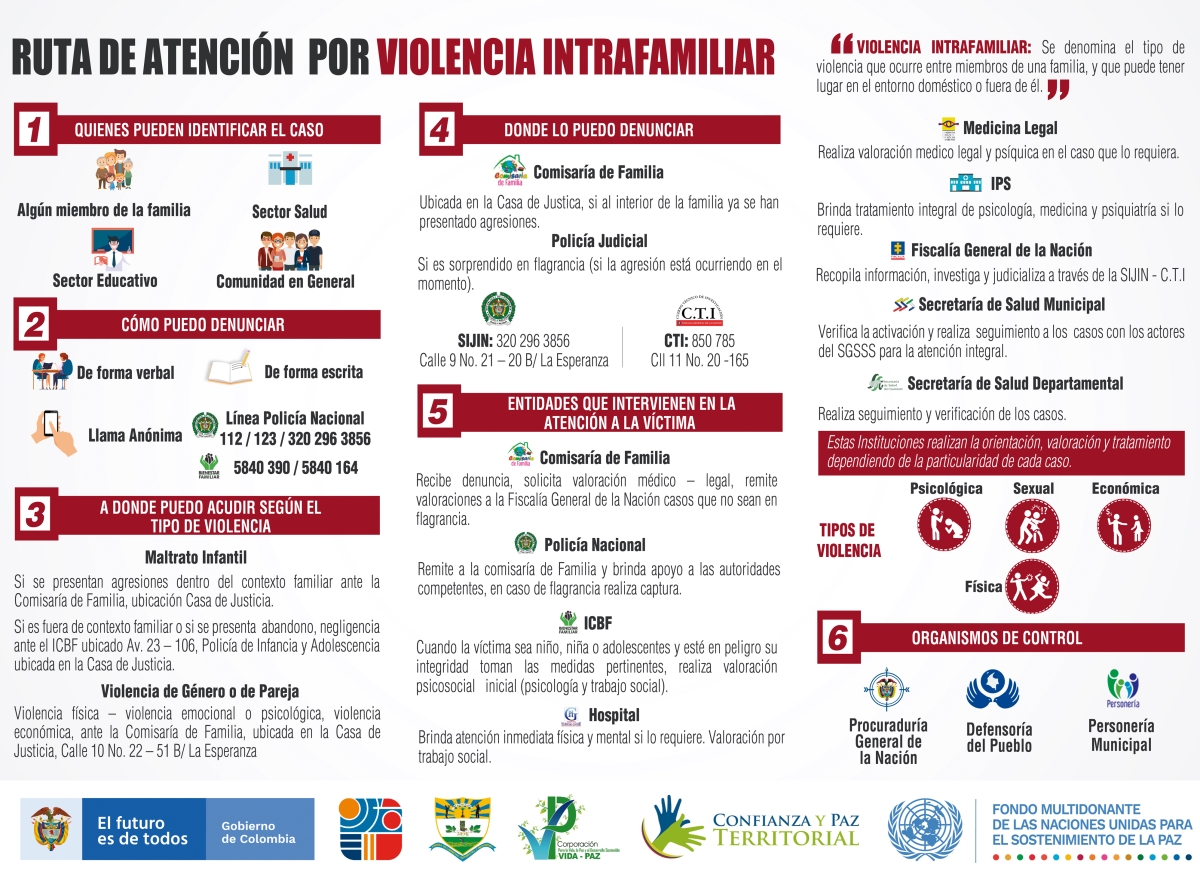 RUTA DE ATENCIÓN POR VIOLENCIA INTRAFAMILIAR
1 QUIENES PUEDEN IDENTIFICAR EL CASO
Algún miembro de la familia
Sector Salud
Sector Educativo
Comunidad en General
2 CÓMO PUEDO DENUNCIAR
De forma verbal
De forma escrita
Llama Anónima
Línea Policía Nacional
112 / 123 / 320 296 3856
BIENESTAR
FAMILIAR
5840 390 / 5840 164
3 A DONDE PUEDO ACUDIR SEGÚN EL
TIPO DE VIOLENCIA
Maltrato Infantil
Si se presentan agresiones dentro del contexto familiar ante la
Comisaría de Familia, ubicación Casa de Justicia.
Si es fuera de contexto familiar o si se presenta abandono, negligencia
ante el ICBF ubicado Av. 23 – 106, Policía de Infancia y Adolescencia
ubicada en la Casa de Justicia.
Violencia de Género o de Pareja
Violencia física – violencia emocional o psicológica, violencia
económica, ante la Comisaría de Familia, ubicada en la Casa de
Justicia, Calle 10 No. 22 – 51 B/ La Esperanza
4 DONDE LO PUEDO DENUNCIAR
Comisaría
de Familia
Comisaría de Familia
Ubicada en la Casa de Justica, si al interior de la familia ya se han
presentado agresiones.
Policía Judicial
Si es sorprendido en flagrancia (si la agresión está ocurriendo en el
momento).
C.T.I
SIJIN: 320 296 3856
Calle 9 No. 21 – 20 B/ La Esperanza
CTI: 850 785
Cll 11 No. 20 -165
5 ENTIDADES QUE INTERVIENEN EN LA
ATENCIÓN A LA VÍCTIMA
Comisaría
de Familia
Comisaría de Familia
Recibe denuncia, solicita valoración médico – legal, remite
valoraciones a la Fiscalía General de la Nación casos que no sean en
flagrancia.
Policía Nacional
Remite a la comisaría de Familia y brinda apoyo a las autoridades
competentes, en caso de flagrancia realiza captura.
BIENESTAR
FAMILIAR
ICBF
Cuando la víctima sea niño, niña o adolescentes y esté en peligro su
integridad toman las medidas pertinentes, realiza valoración
psicosocial inicial (psicología y trabajo social).
Hospital
Brinda atención inmediata física y mental si lo requiere. Valoración por
trabajo social.
“VIOLENCIA INTRAFAMILIAR: Se denomina el tipo de
violencia que ocurre entre miembros de una familia, y que puede tener
lugar en el entorno doméstico o fuera de él.”
Medicina Legal
Realiza valoración medico legal y psíquica en el caso que lo requiera.
IPS
Brinda tratamiento integral de psicología, medicina y psiquiatría si lo
requiere.
Fiscalía General de la Nación
Recopila información, investiga y judicializa a través de la SIJIN - C.T.I
Secretaría de Salud Municipal
Verifica la activación y realiza seguimiento a los casos con los actores
del SGSSS para la atención integral.
Secretaría de Salud Departamental
Realiza seguimiento y verificación de los casos.
Estas Instituciones realizan la orientación, valoración y tratamiento
dependiendo de la particularidad de cada caso.
TIPOS DE
VIOLENCIA
Psicológica
Sexual
Económica
!?
Física
6 ORGANISMOS DE CONTROL
Procuraduría
General de
la Nación
Defensoría
del Pueblo
Personería
Personería
Municipal
El futuro
es de todos
Gobierno
de Colombia
Corporación
VIDA - PAZ
CONFIANZA Y PAZ
TERRITORIAL
FONDO MULTIDONANTE
DE LAS NACIONES UNIDAS PARA
EL SOSTENIMIENTO DE LA PAZ